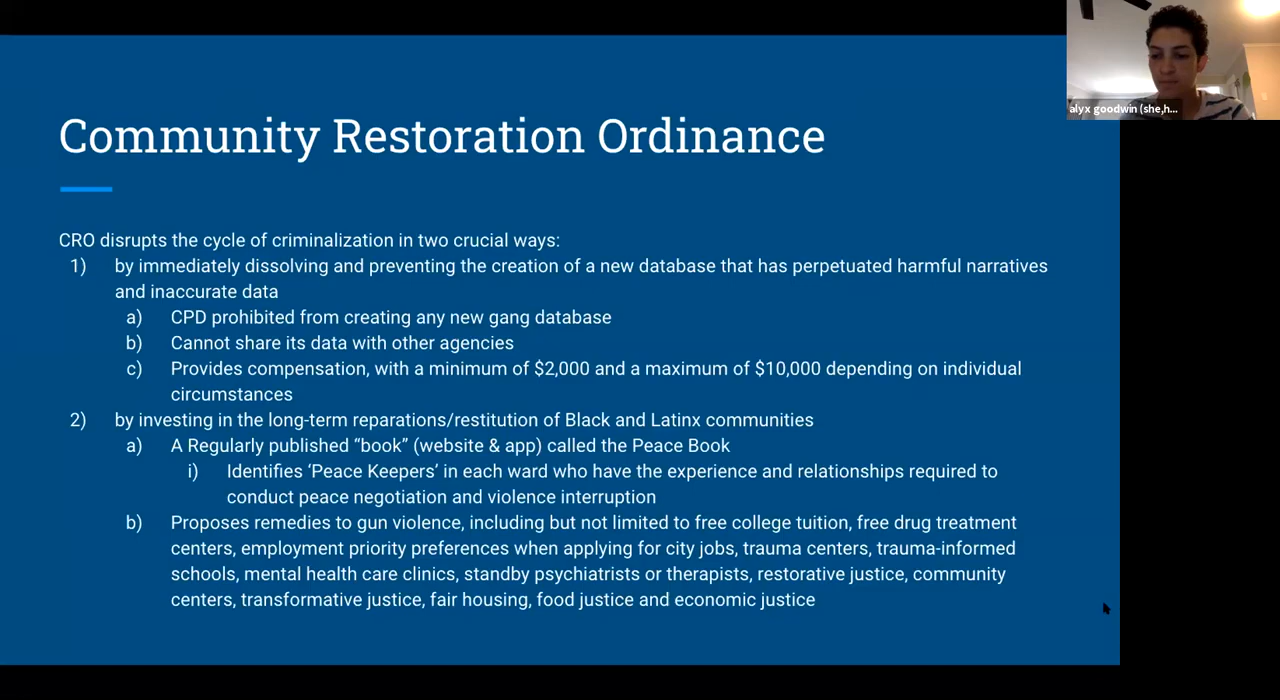 alyx goodwin (she,h...
Community Restoration Ordinance
CRO disrupts the cycle of criminalization in two crucial ways:
1) by immediately dissolving and preventing the creation of a new database that has perpetuated harmful narratives
and inaccurate data
a) CPD prohibited from creating any new gang database
b) Cannot share its data with other agencies
c) Provides compensation, with a minimum of $2,000 and a maximum of $10,000 depending on individual
circumstances
2) by investing in the long-term reparations/restitution of Black and Latinx communities
a) A Regularly published “book” (website & app) called the Peace Book
i) Identifies ‘Peace Keepers’ in each ward who have the experience and relationships required to
conduct peace negotiation and violence interruption
b) Proposes remedies to gun violence, including but not limited to free college tuition, free drug treatment
centers, employment priority preferences when applying for city jobs, trauma centers, trauma-informed
schools, mental health care clinics, standby psychiatrists or therapists, restorative justice, community
centers, transformative justice, fair housing, food justice and economic justice